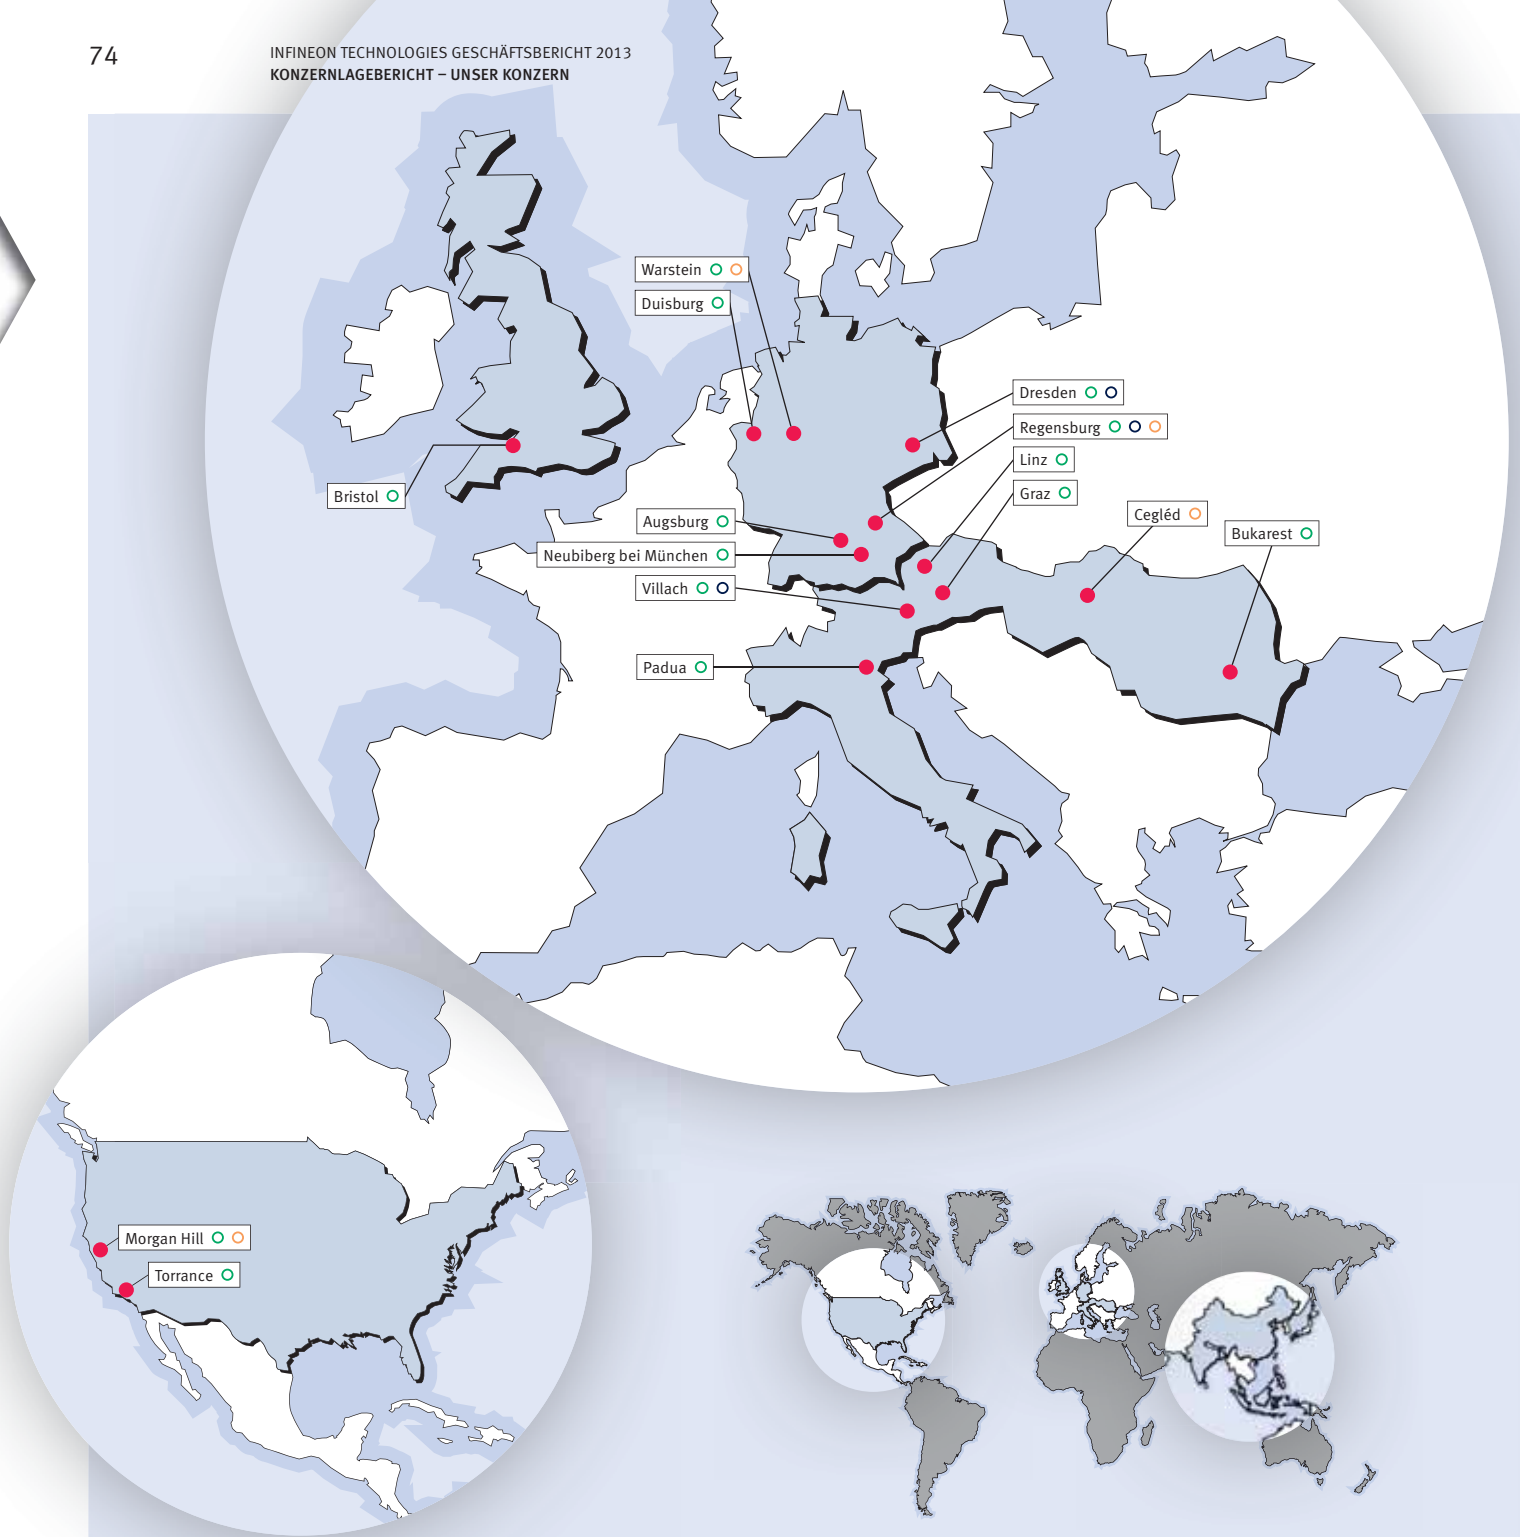 74
INFINEON TECHNOLOGIES GESCHÄFTSBERICHT 2013
KONZERNLAGEBERICHT – UNSER KONZERN
Warstein
Duisburg
Dresden
Regensburg
Linz
Graz
Cegléd
Bukarest
Bristol
Augsburg
Neubiberg bei München
Villach
Padua
Morgan Hill
Torrance